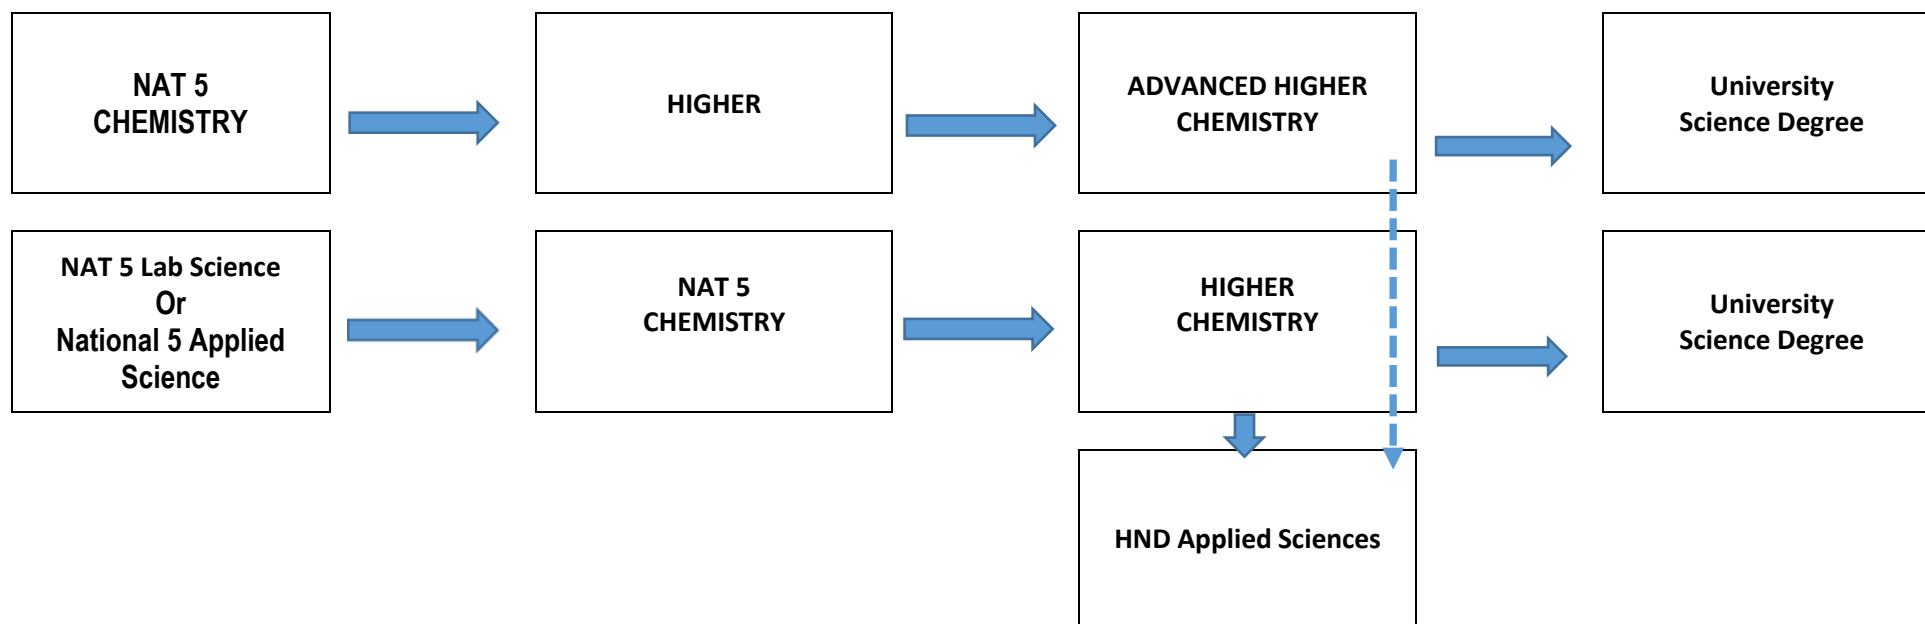 NAT 5
CHEMISTRY
HIGHER
ADVANCED HIGHER
CHEMISTRY
University
Science Degree
NAT 5 Lab Science
Or
National 5 Applied
Science
NAT 5
CHEMISTRY
HIGHER
CHEMISTRY
University
Science Degree
HND Applied Sciences